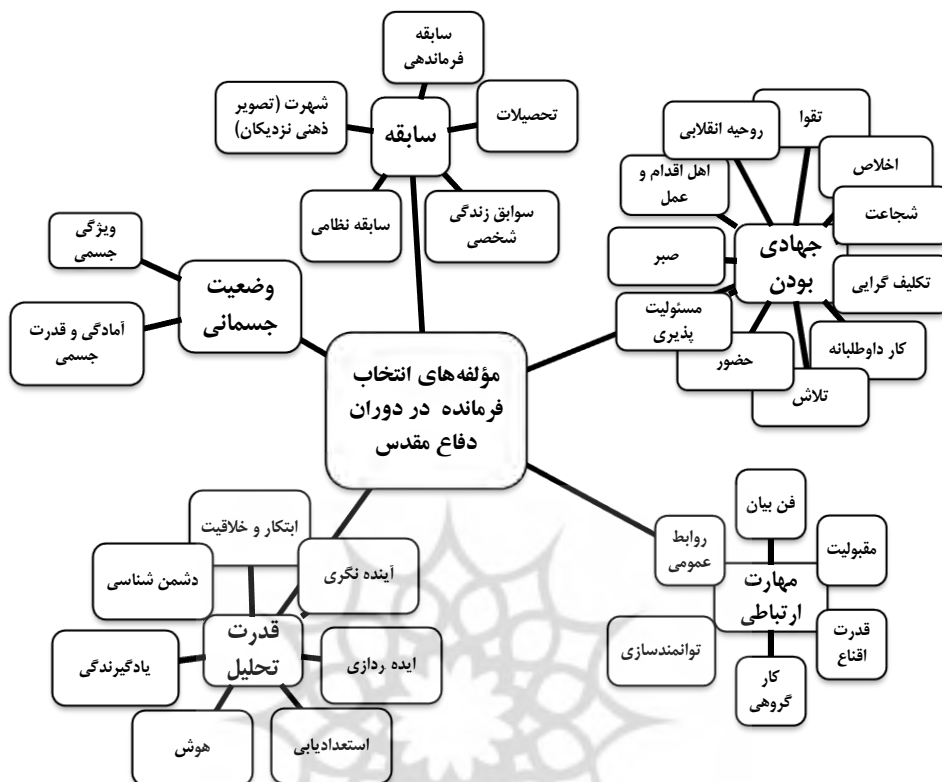 مؤلفه‌های انتخاب
فرمانده در دوران
دفاع مقدس
سابقه
سابقه
فرماندهی
تحصیلات
سوابق زندگی
شخصی
سابقه نظامی
شهرت (تصویر
ذهنی نزدیکان)
جهادی
بودن
تقوا
اخلاص
شجاعت
تکلیف گرایی
کار داوطلبانه
تلاش
حضور
مسئولیت
پذیری
صبر
اهل اقدام و
عمل
روحیه انقلابی
مهارت
ارتباطی
فن بیان
مقبولیت
قدرت
اقناع
کار
گروهی
توانمندسازی
روابط
عمومی
قدرت
تحلیل
ابتکار و خلاقیت
آینده نگری
ایده ردازی
استعدادیابی
هوش
یادگیرندگی
دشمن شناسی
وضعیت
جسمانی
ویژگی
جسمی
آمادگی و قدرت
جسمی